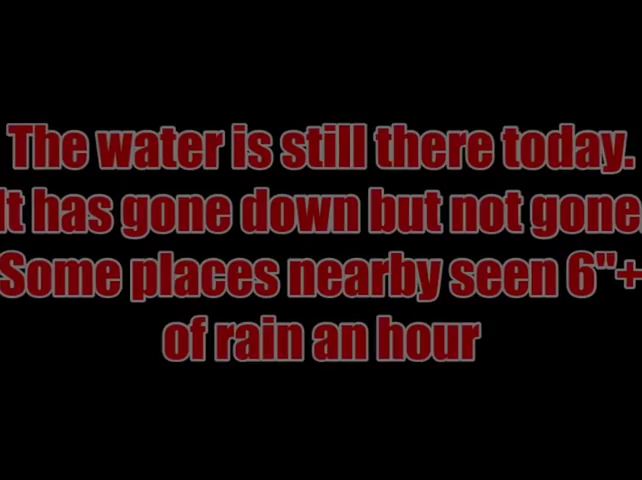 The water is still there today.
It has gone down but not gone.
Some places nearby seen 6"+
of rain an hour